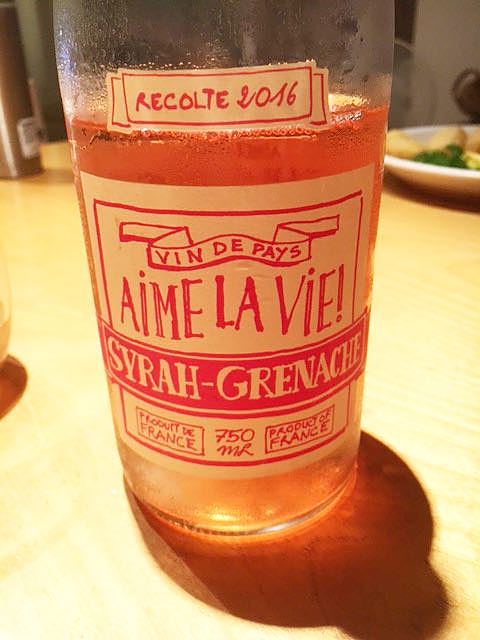 RECOLTE 2016
VIN DE PAYS
AiME LA ViE!
SYRAH-GRENACHE
PRODUIT DE
FRANCE
750
ml
PRODUCT OF
FRANCE